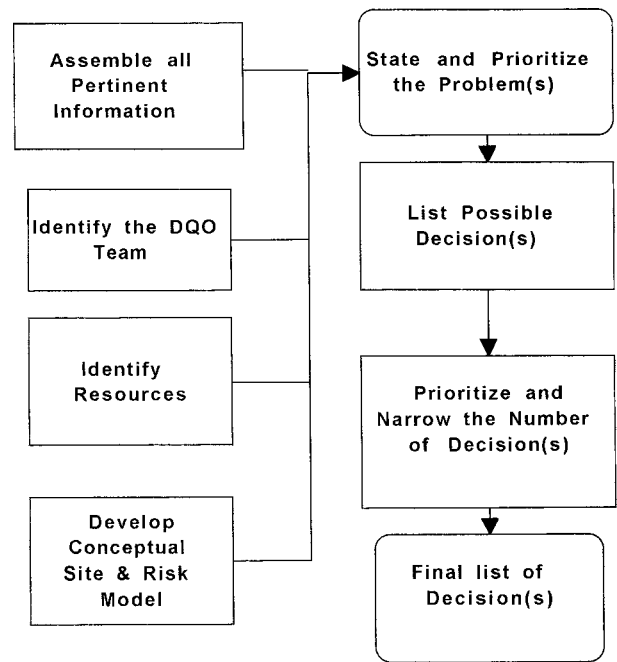 Assemble all
Pertinent
Information
Identify the DQO
Team
Identify
Resources
Develop
Conceptual
Site & Risk
Model
State and Prioritize
the Problem(s)
List Possible
Decision(s)
Prioritize and
Narrow the Number
of Decision(s)
Final list of
Decision(s)